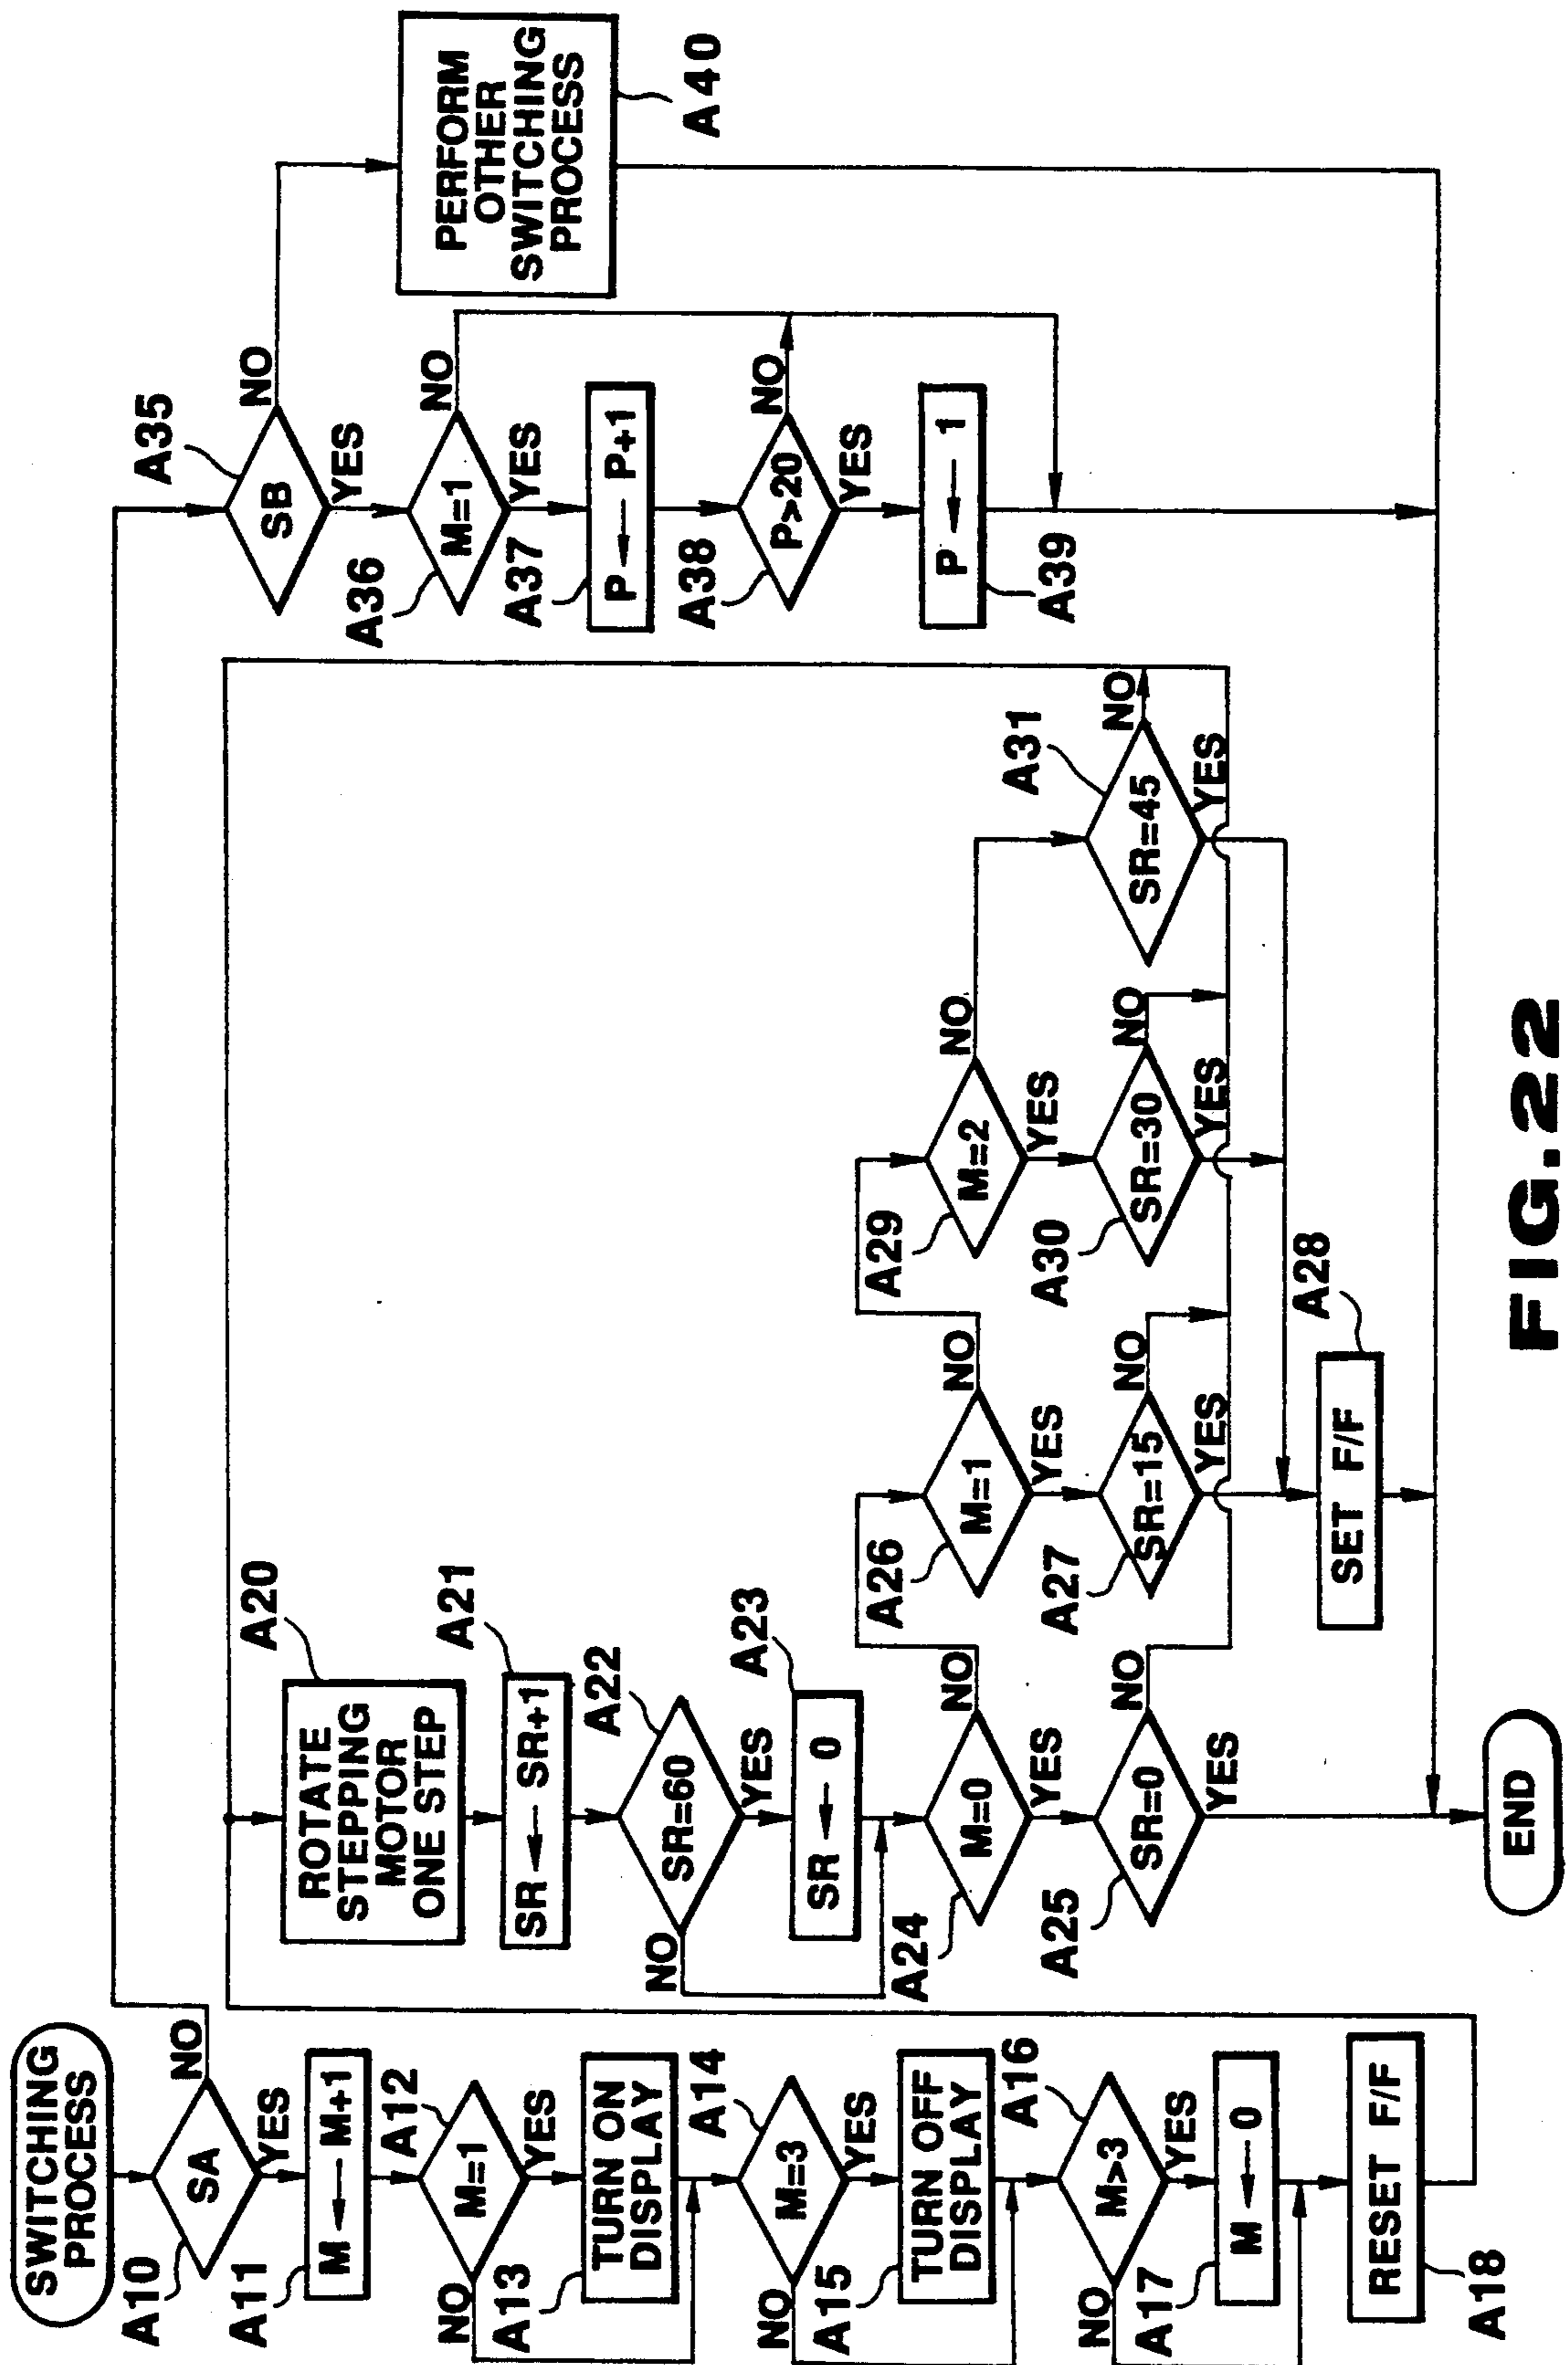 SWITCHING
PROCESS
A10
SA
NO
YES
A11
M ← M+1
A12
M=1
NO
YES
A13
TURN ON
DISPLAY
A14
M=3
NO
YES
A15
TURN OFF
DISPLAY
A16
M>3
NO
YES
A17
M ← 0
RESET F/F
A18
A20
ROTATE
STEPPING
MOTOR
ONE STEP
A21
SR ← SR+1
A22
SR=60
NO
YES
A23
SR ← 0
A24
M=0
NO
YES
A25
SR=0
NO
YES
END
A26
M=1
NO
YES
A27
SR=15
NO
YES
A28
SET F/F
A29
M=2
NO
YES
A30
SR=30
NO
YES
A31
SR=45
NO
YES
A35
SB
NO
YES
A36
M=1
NO
YES
A37
P ← P+1
A38
P>20
NO
YES
P ← 1
A39
PERFORM
OTHER
SWITCHING
PROCESS
A40
FIG.22